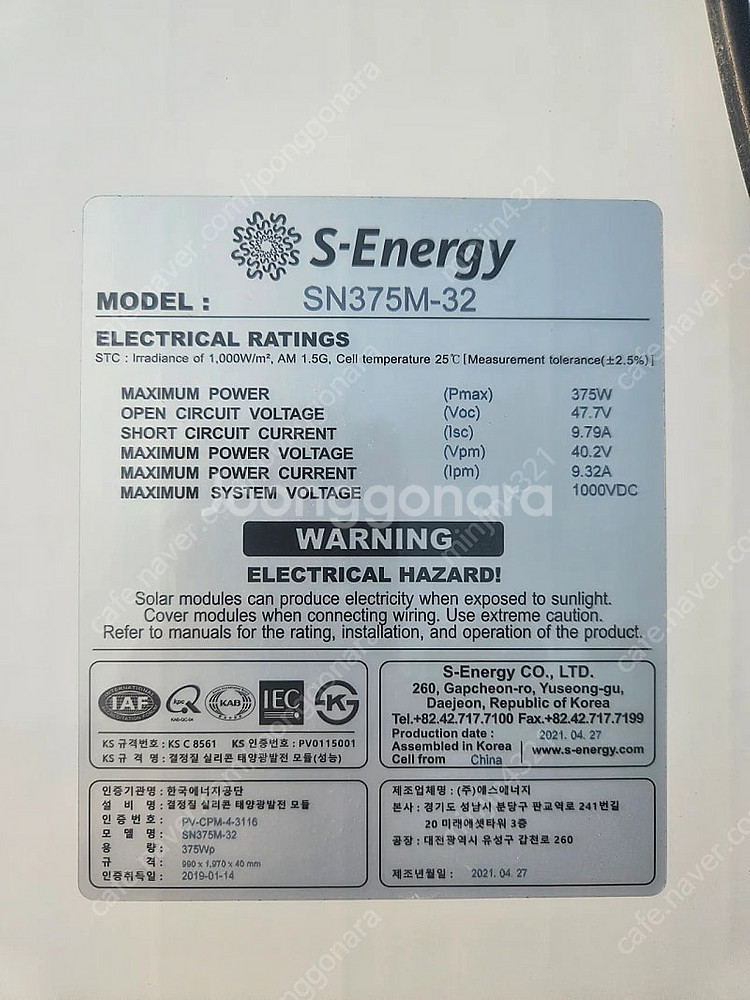 S-Energy
MODEL : SN375M-32
ELECTRICAL RATINGS
STC : Irradiance of 1,000W/m², AM 1.5G, Cell temperature 25℃ [Measurement tolerance(±2.5%)]
MAXIMUM POWER (Pmax) 375W
OPEN CIRCUIT VOLTAGE (Voc) 47.7V
SHORT CIRCUIT CURRENT (Isc) 9.79A
MAXIMUM POWER VOLTAGE (Vpm) 40.2V
MAXIMUM POWER CURRENT (Ipm) 9.32A
MAXIMUM SYSTEM VOLTAGE 1000VDC
Joonggonara
WARNING
ELECTRICAL HAZARD!
Solar modules can produce electricity when exposed to sunlight.
Cover modules when connecting wiring. Use extreme caution.
Refer to manuals for the rating, installation, and operation of the product.
IAF KAB IEC
KS 규격번호 : KS C 8561 KS 인증번호 : PV0115001
KS 규 격 명 : 결정질 실리콘 태양광발전 모듈(성능)
S-Energy CO., LTD.
260, Gapcheon-ro, Yuseong-gu,
Daejeon, Republic of Korea
Tel.+82.42.717.7100 Fax.+82.42.717.7199
Production date : 2021. 04. 27
Assembled in Korea
Cell from China
www.s-energy.com
인증기관명 : 한국에너지공단
설 비 명 : 결정질 실리콘 태양광발전 모듈
인증 번호 : PV-CPM-4-3116
모 델 명 : SN375M-32
용 량 : 375Wp
규 격 : 990 x 1,970 x 40 mm
인증취득일 : 2019-01-14
제조업체명 : (주)에스에너지
본사 : 경기도 성남시 분당구 판교역로 241번길
20 미래에셋타워 3층
공장 : 대전광역시 유성구 갑천로 260
제조년월일 : 2021. 04. 27
cafe.naver.com/joonggonara
minjin4321